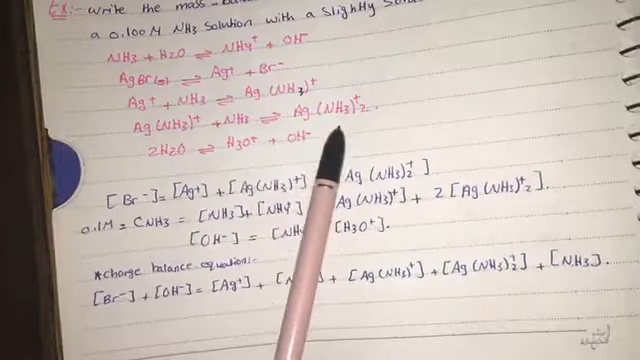 Ex:- Write the mass-
a 0.100M NH3 Solution with a Slightly
NH3 + H2O ⇌ NH4+ + OH-
AgBr(s) ⇌ Ag+ + Br-
Ag+ + NH3 ⇌ Ag(NH3)+
Ag(NH3)+ + NH3 ⇌ Ag(NH3)+2.
2H2O ⇌ H3O+ + OH-
[Br-] = [Ag+] + [Ag(NH3)+] Ag(NH3)2+]
0.1M = CNH3 = [NH3] + [NH4+] Ag(NH3)+] + 2[Ag(NH3)+2].
[OH-] = [NH4 [H3O+].
*charge balance equation:-
[Br-] + [OH-] = [Ag+] + [N ] + [Ag(NH3)+] + [Ag(NH3)2+] + [NH3].